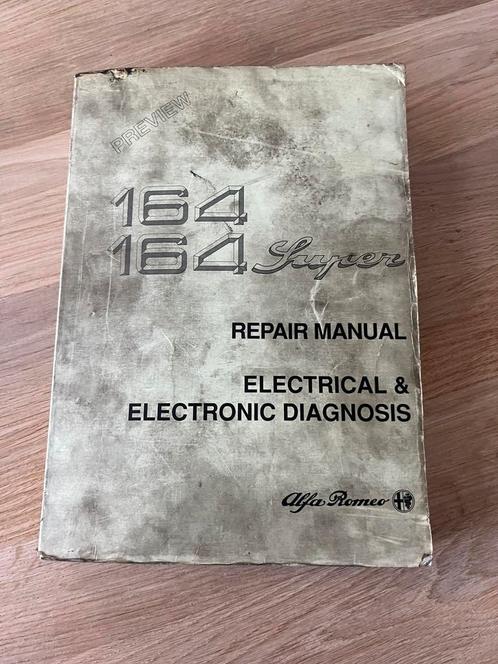 PREVIEW
164
164 Super
REPAIR MANUAL
ELECTRICAL &
ELECTRONIC DIAGNOSIS
Alfa Romeo